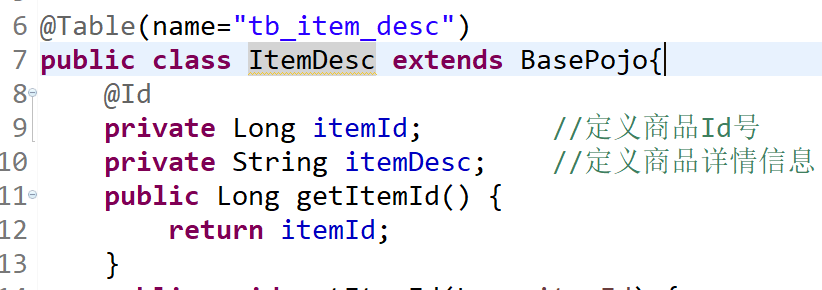 6 @Table(name="tb_item_desc")
7 public class ItemDesc extends BasePojo{
8 @Id
9 private Long itemId; //定义商品Id号
10 private String itemDesc; //定义商品详情信息
11 public Long getItemId() {
12 return itemId;
13 }